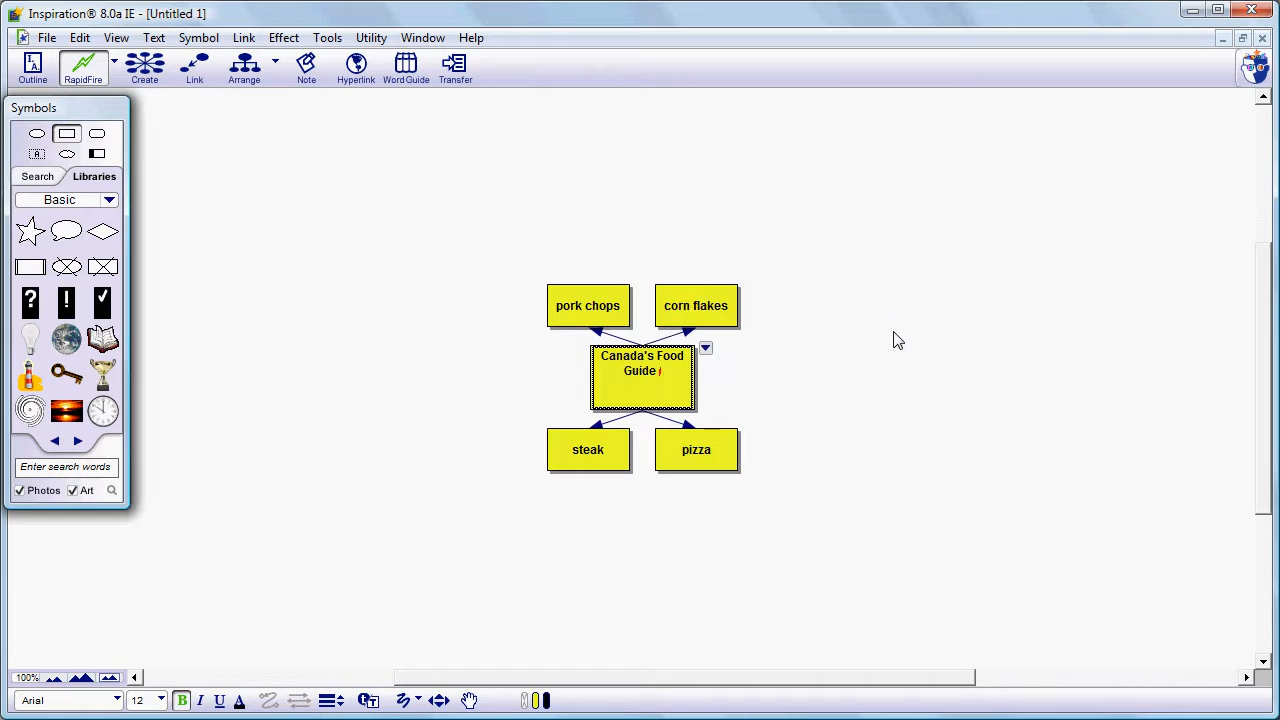 Inspiration® 8.0a IE - [Untitled 1]
File Edit View Text Symbol Link Effect Tools Utility Window Help
Outline RapidFire Create Link Arrange Note Hyperlink Word Guide Transfer
Symbols
A
Search Libraries
Basic
? !
Enter search words
Photos Art
pork chops corn flakes
Canada's Food
Guide
steak pizza
100%
Arial 12 B I U A